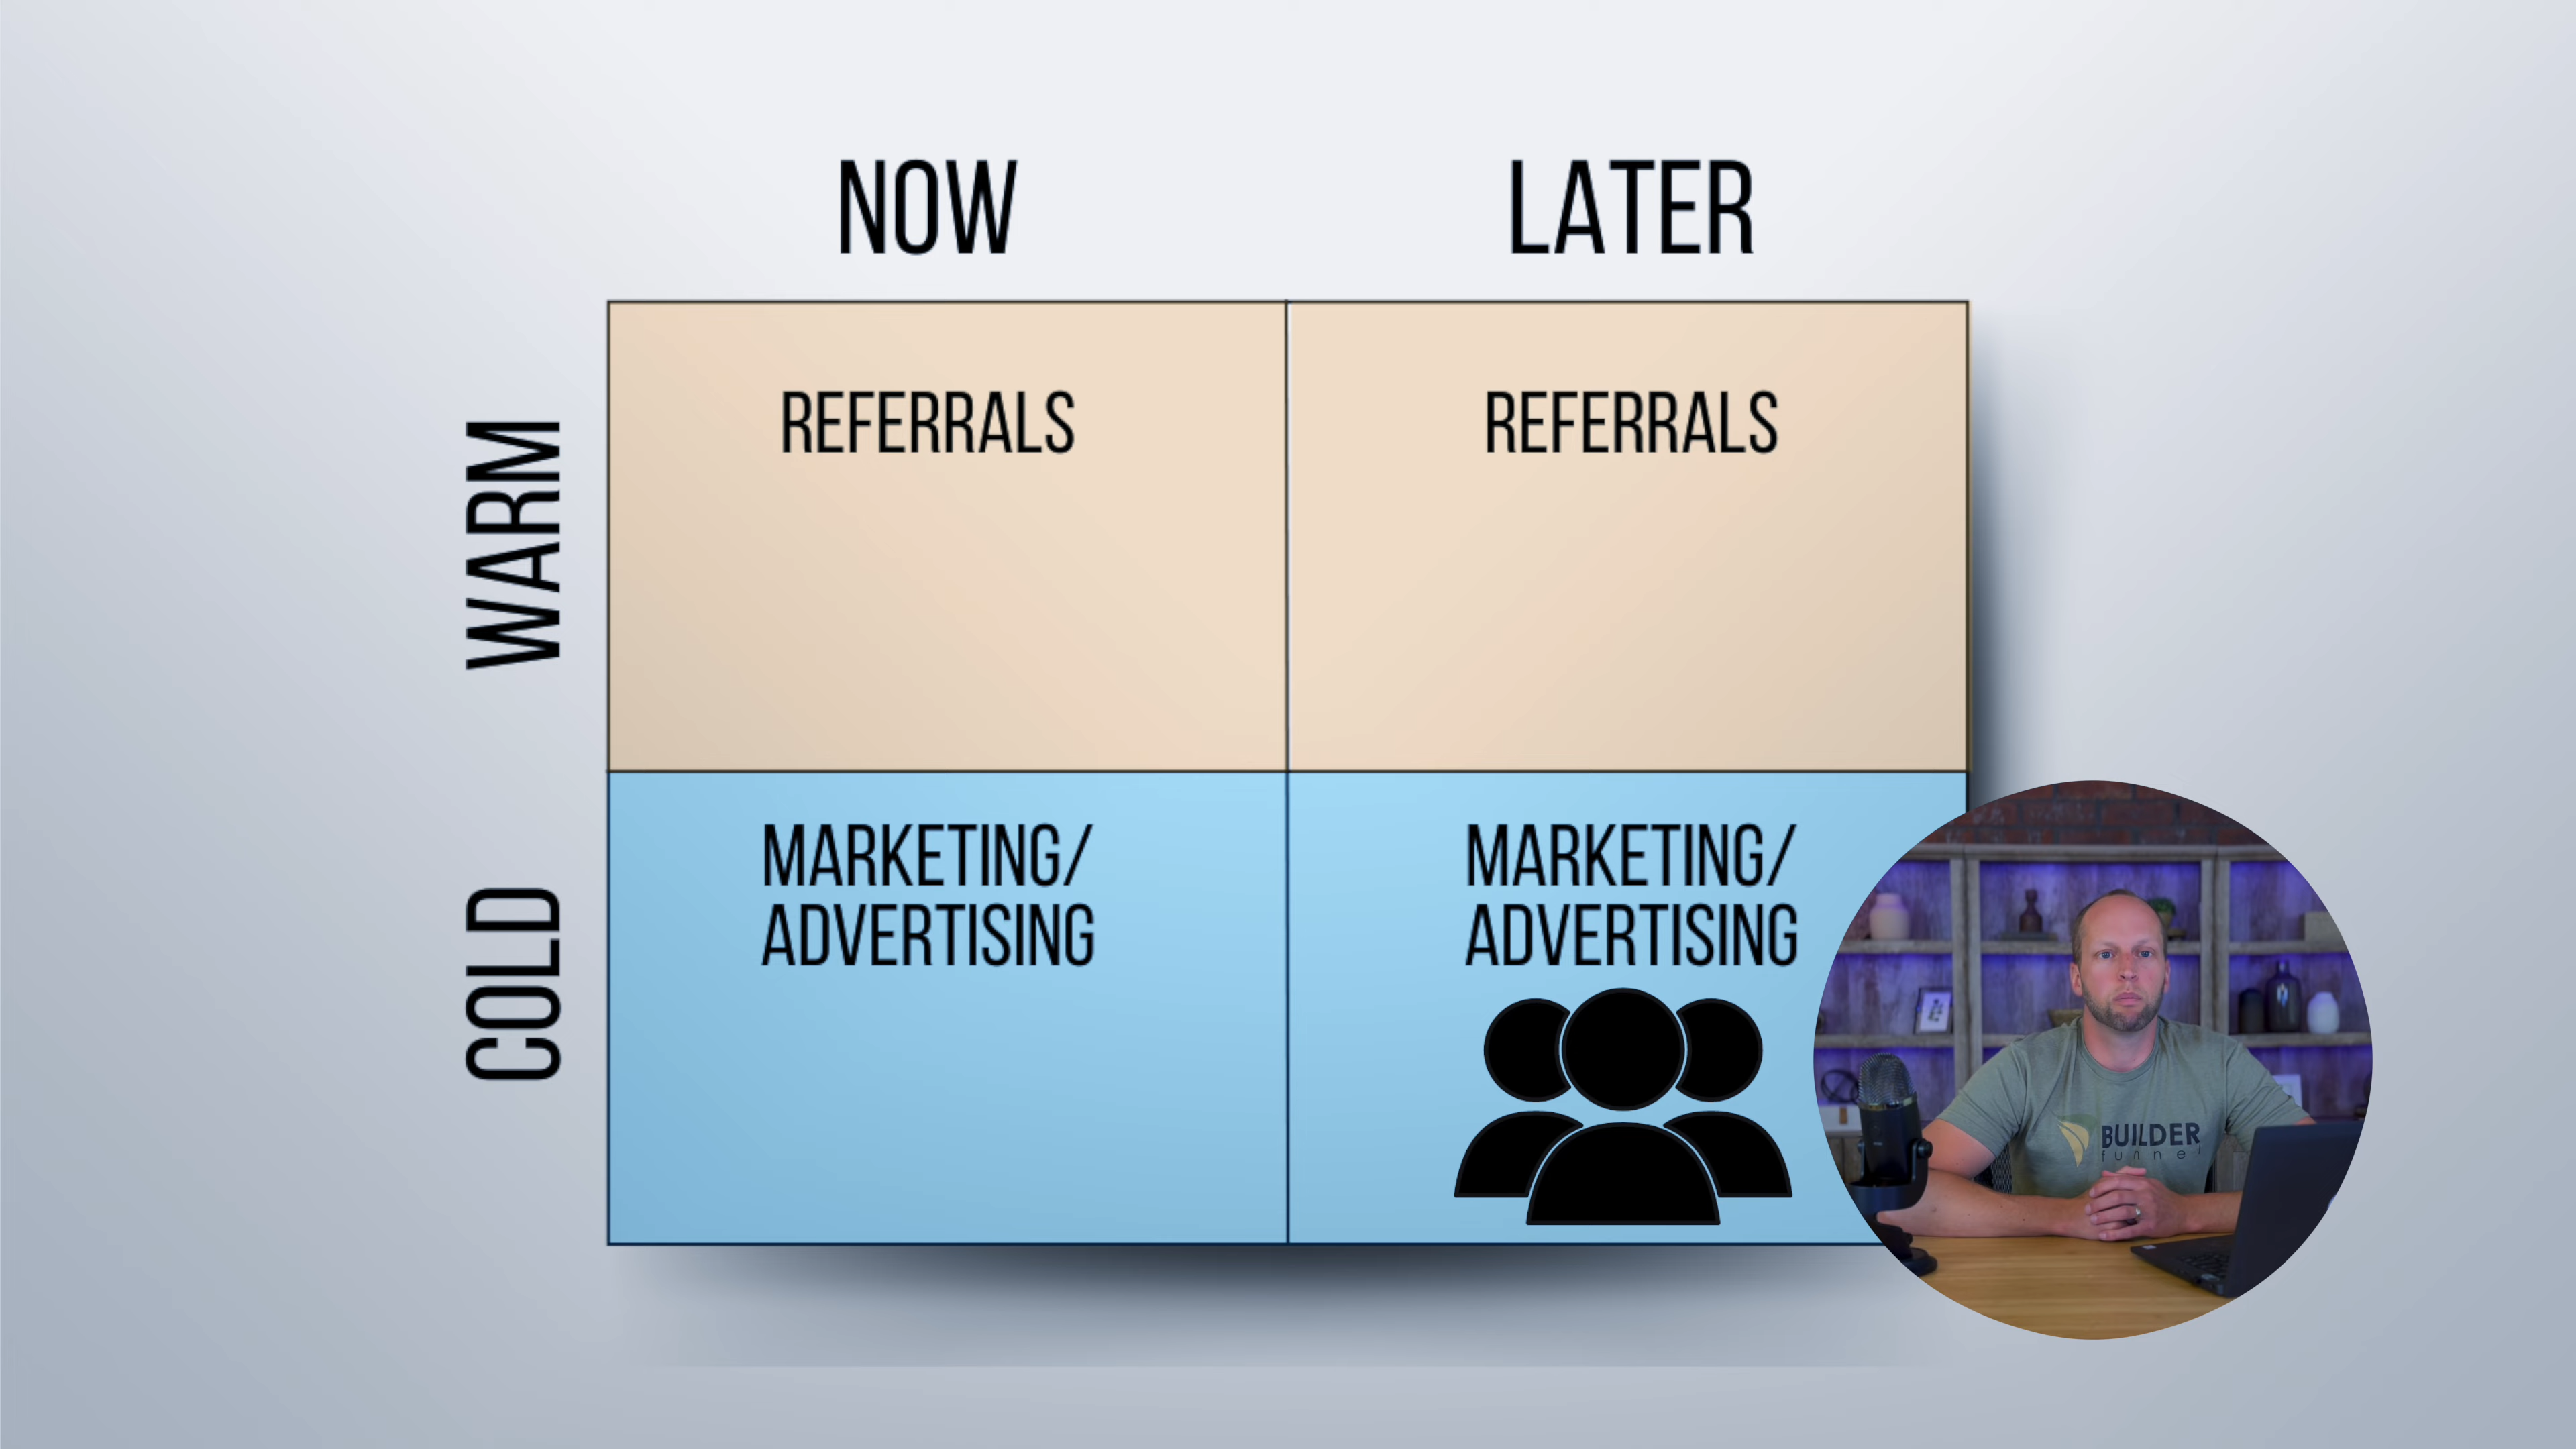 NOW
LATER
WARM
REFERRALS
REFERRALS
COLD
MARKETING/
ADVERTISING
MARKETING/
ADVERTISING
BUILDER
funnel